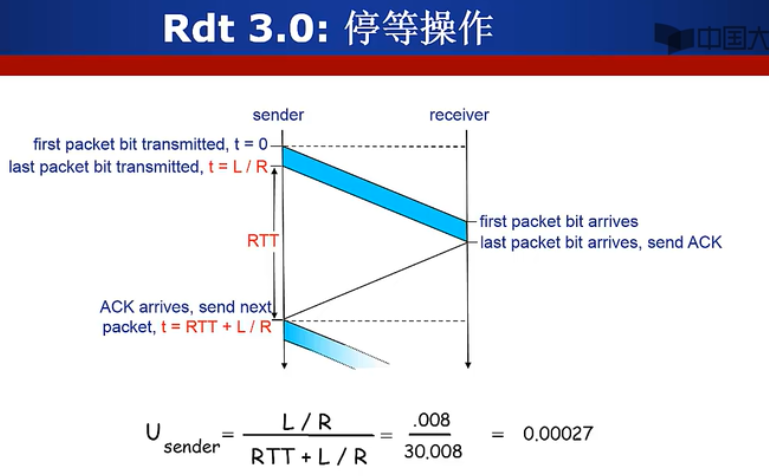 Rdt 3.0: 停等操作
中国大
sender
receiver
first packet bit transmitted, t = 0
last packet bit transmitted, t = L / R
first packet bit arrives
RTT
last packet bit arrives, send ACK
ACK arrives, send next
packet, t = RTT + L / R
U sender = L / R / RTT + L / R = .008 / 30.008 = 0.00027